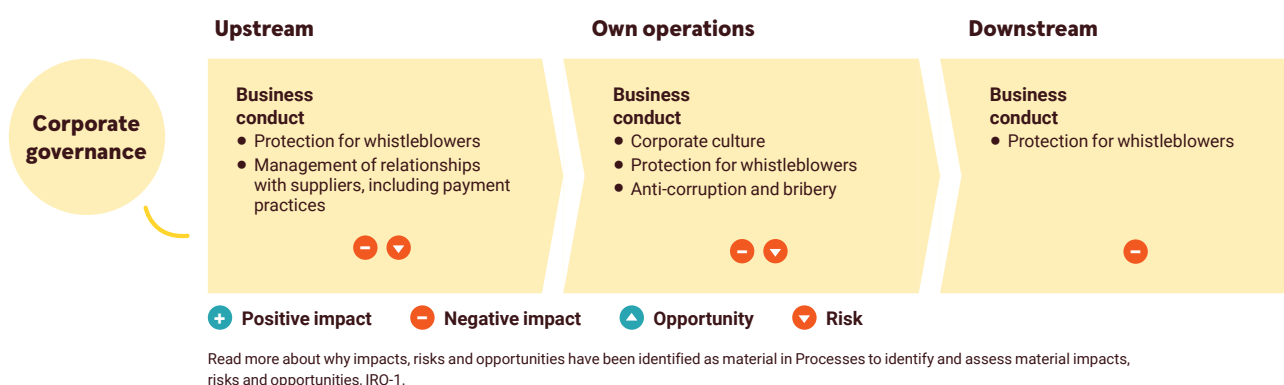 Upstream
Own operations
Downstream
Corporate
governance
Business
conduct
• Protection for whistleblowers
• Management of relationships
with suppliers, including payment
practices
Business
conduct
• Corporate culture
• Protection for whistleblowers
• Anti-corruption and bribery
Business
conduct
• Protection for whistleblowers
Positive impact
Negative impact
Opportunity
Risk
Read more about why impacts, risks and opportunities have been identified as material in Processes to identify and assess material impacts,
risks and opportunities, IRO-1.